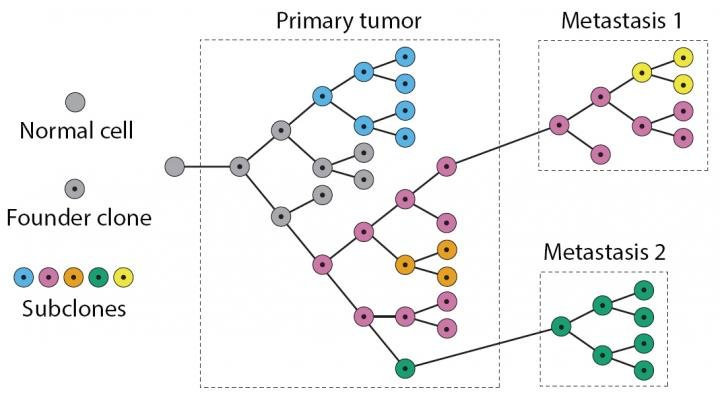 Primary tumor
Metastasis 1
Normal cell
Founder clone
Subclones
Metastasis 2